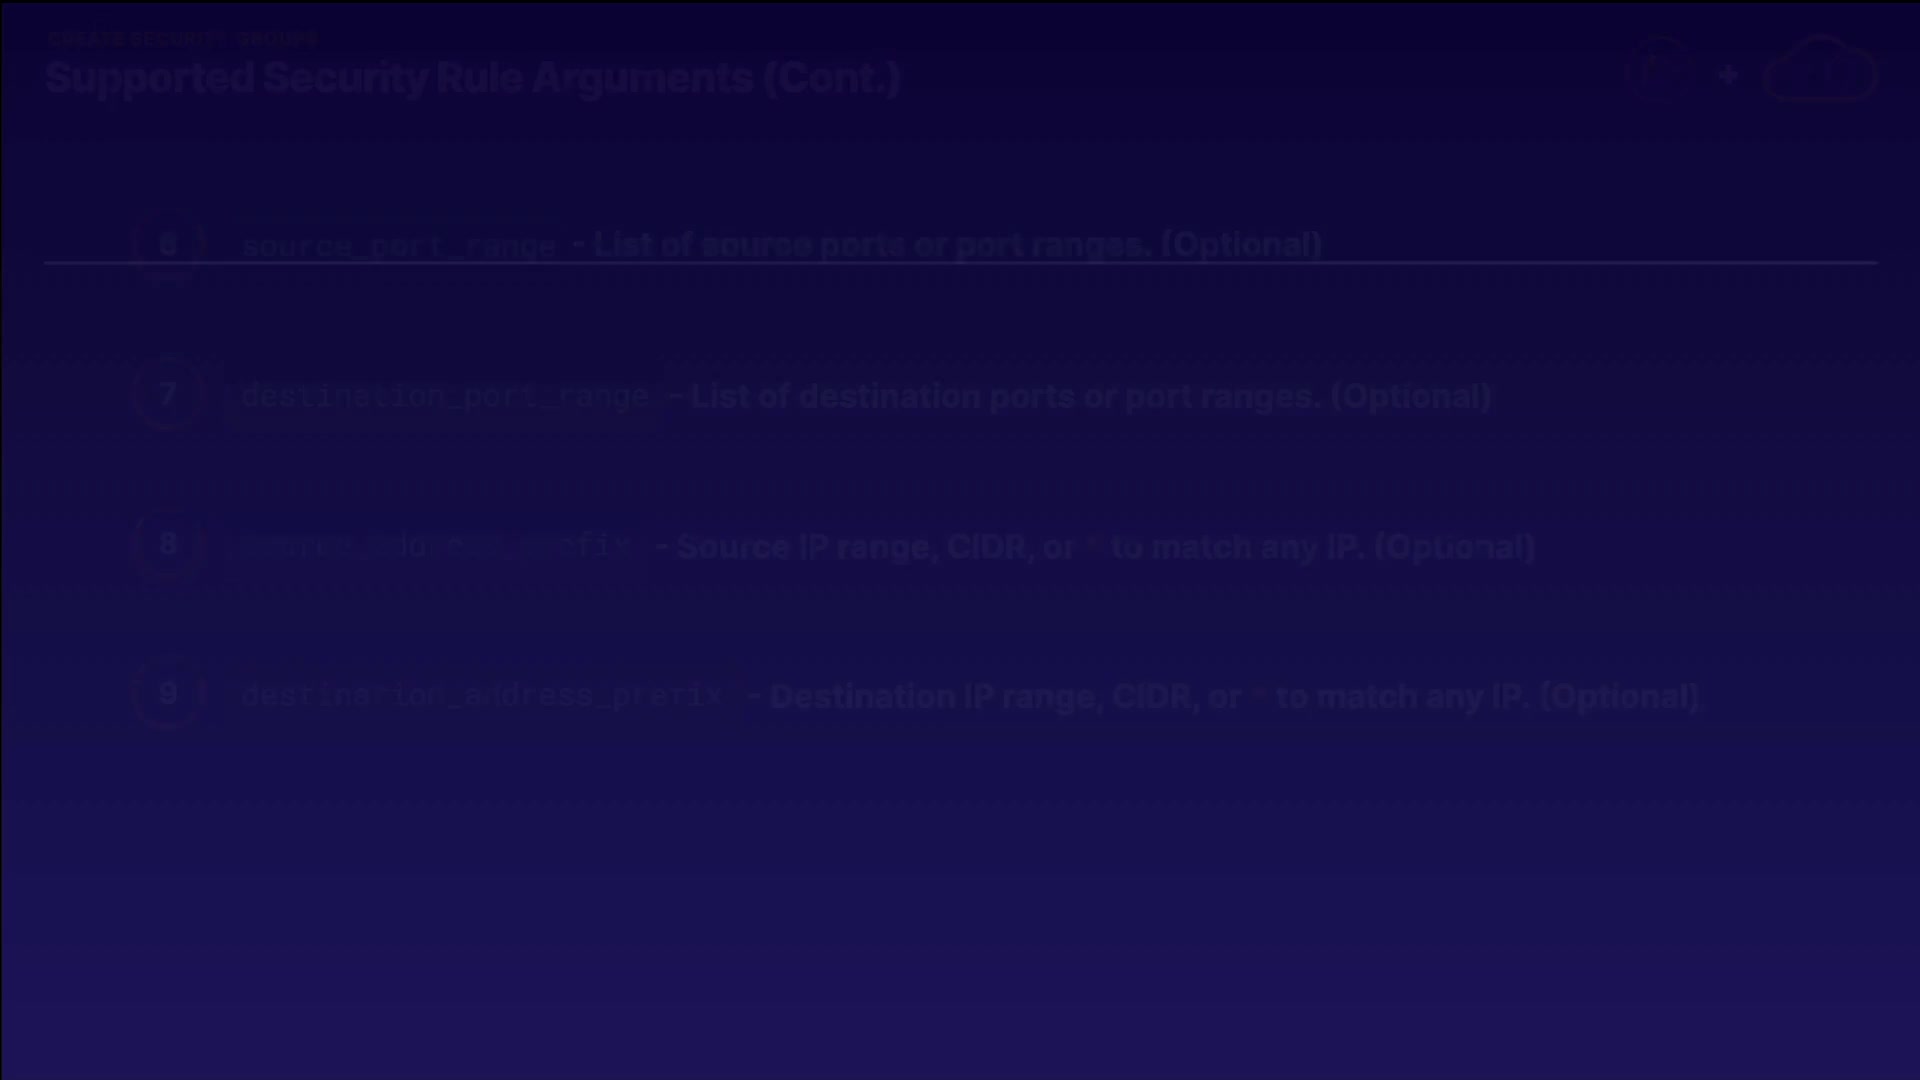 CREATE SECURITY GROUPS
Supported Security Rule Arguments (Cont.)
6 source_port_range - List of source ports or port ranges. (Optional)
7 destination_port_range - List of destination ports or port ranges. (Optional)
8 source_address_prefix - Source IP range, CIDR, or * to match any IP. (Optional)
9 destination_address_prefix - Destination IP range, CIDR, or * to match any IP. (Optional)